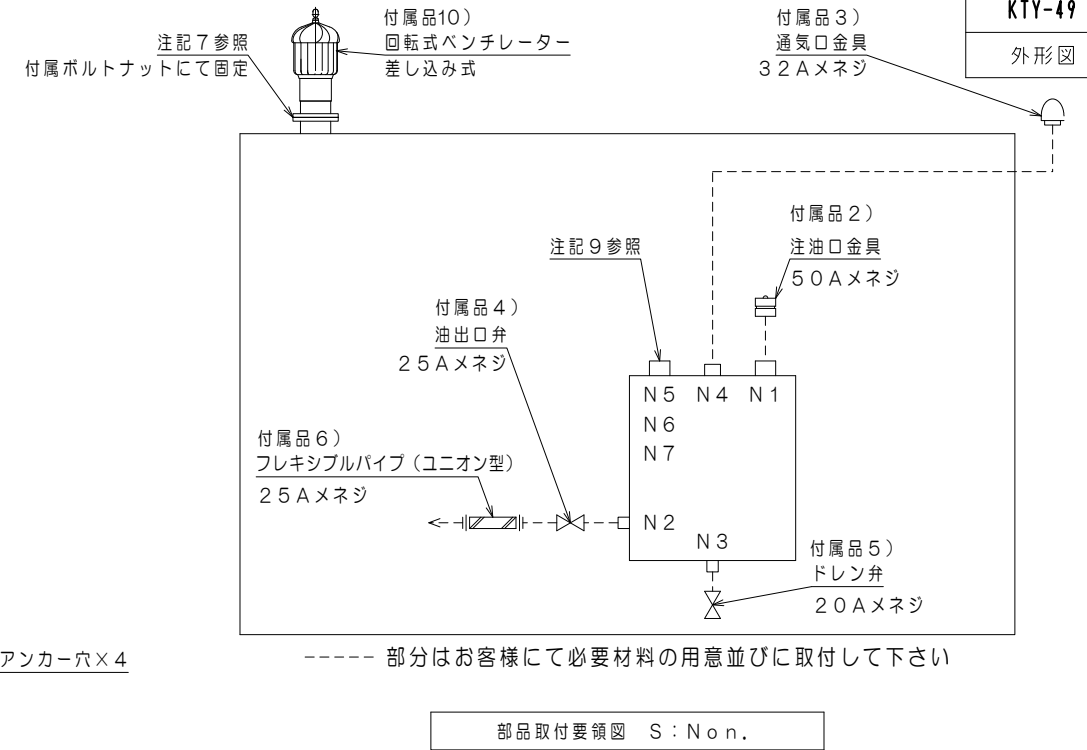 KTY-49
外形図
注記7参照
付属ボルトナットにて固定
付属品10)
回転式ベンチレーター
差し込み式
付属品3)
通気口金具
32Aメネジ
付属品2)
注油口金具
50Aメネジ
注記9参照
付属品4)
油出口弁
25Aメネジ
付属品6)
フレキシブルパイプ(ユニオン型)
25Aメネジ
N5 N4 N1
N6
N7
N2
N3
付属品5)
ドレン弁
20Aメネジ
アンカー穴×4
----- 部分はお客様にて必要材料の用意並びに取付して下さい
部品取付要領図 S:Non.